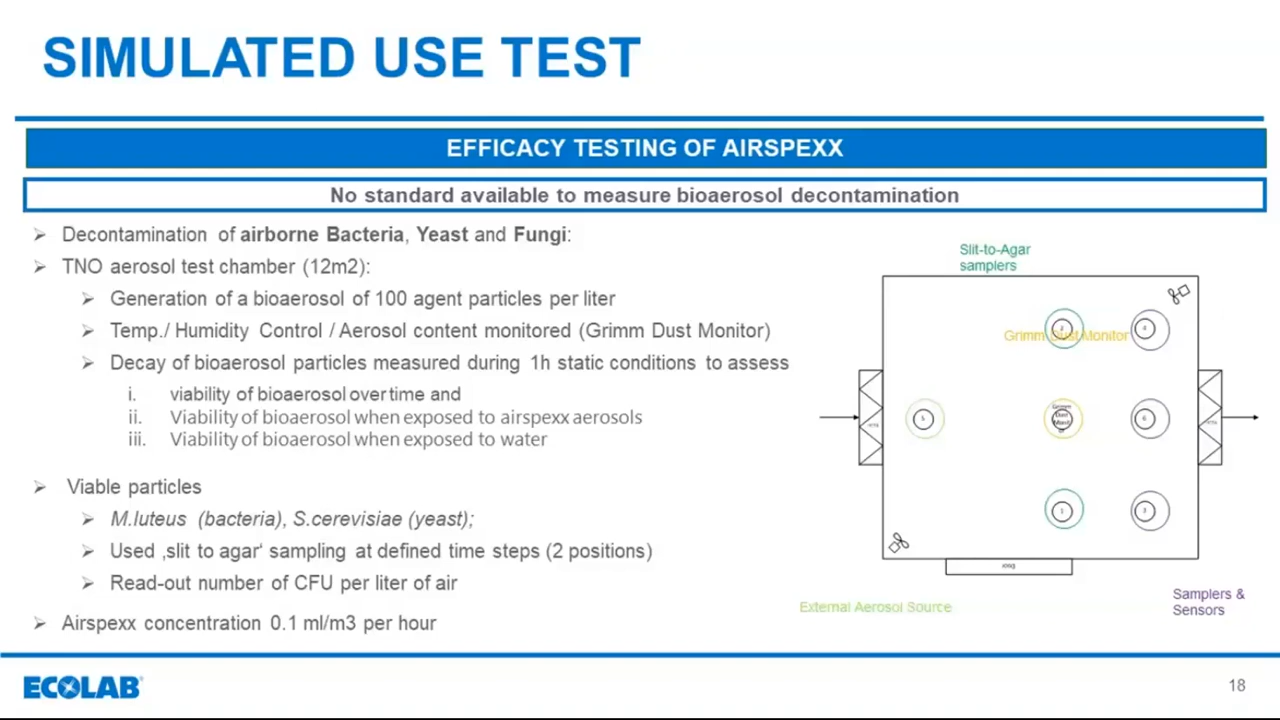 SIMULATED USE TEST
EFFICACY TESTING OF AIRSPEXX
No standard available to measure bioaerosol decontamination
Decontamination of airborne Bacteria, Yeast and Fungi:
TNO aerosol test chamber (12m2):
Generation of a bioaerosol of 100 agent particles per liter
Temp./ Humidity Control / Aerosol content monitored (Grimm Dust Monitor)
Decay of bioaerosol particles measured during 1h static conditions to assess
i. viability of bioaerosol over time and
ii. Viability of bioaerosol when exposed to airspexx aerosols
iii. Viability of bioaerosol when exposed to water
Viable particles
M.luteus (bacteria), S.cerevisiae (yeast);
Used ‚slit to agar‘ sampling at defined time steps (2 positions)
Read-out number of CFU per liter of air
Airspexx concentration 0.1 ml/m3 per hour
Slit-to-Agar
samplers
Grimm Dust Monitor
External Aerosol Source
Samplers &
Sensors
ECOLAB
18